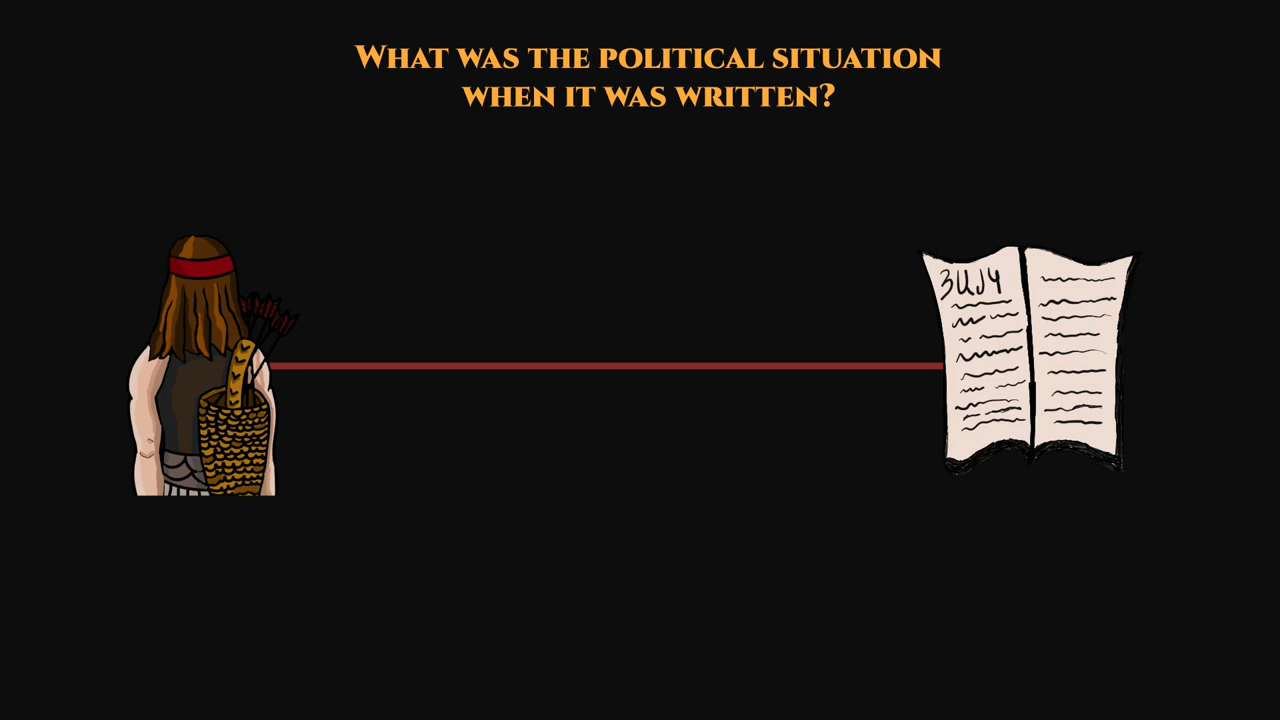 What was the political situation
when it was written?